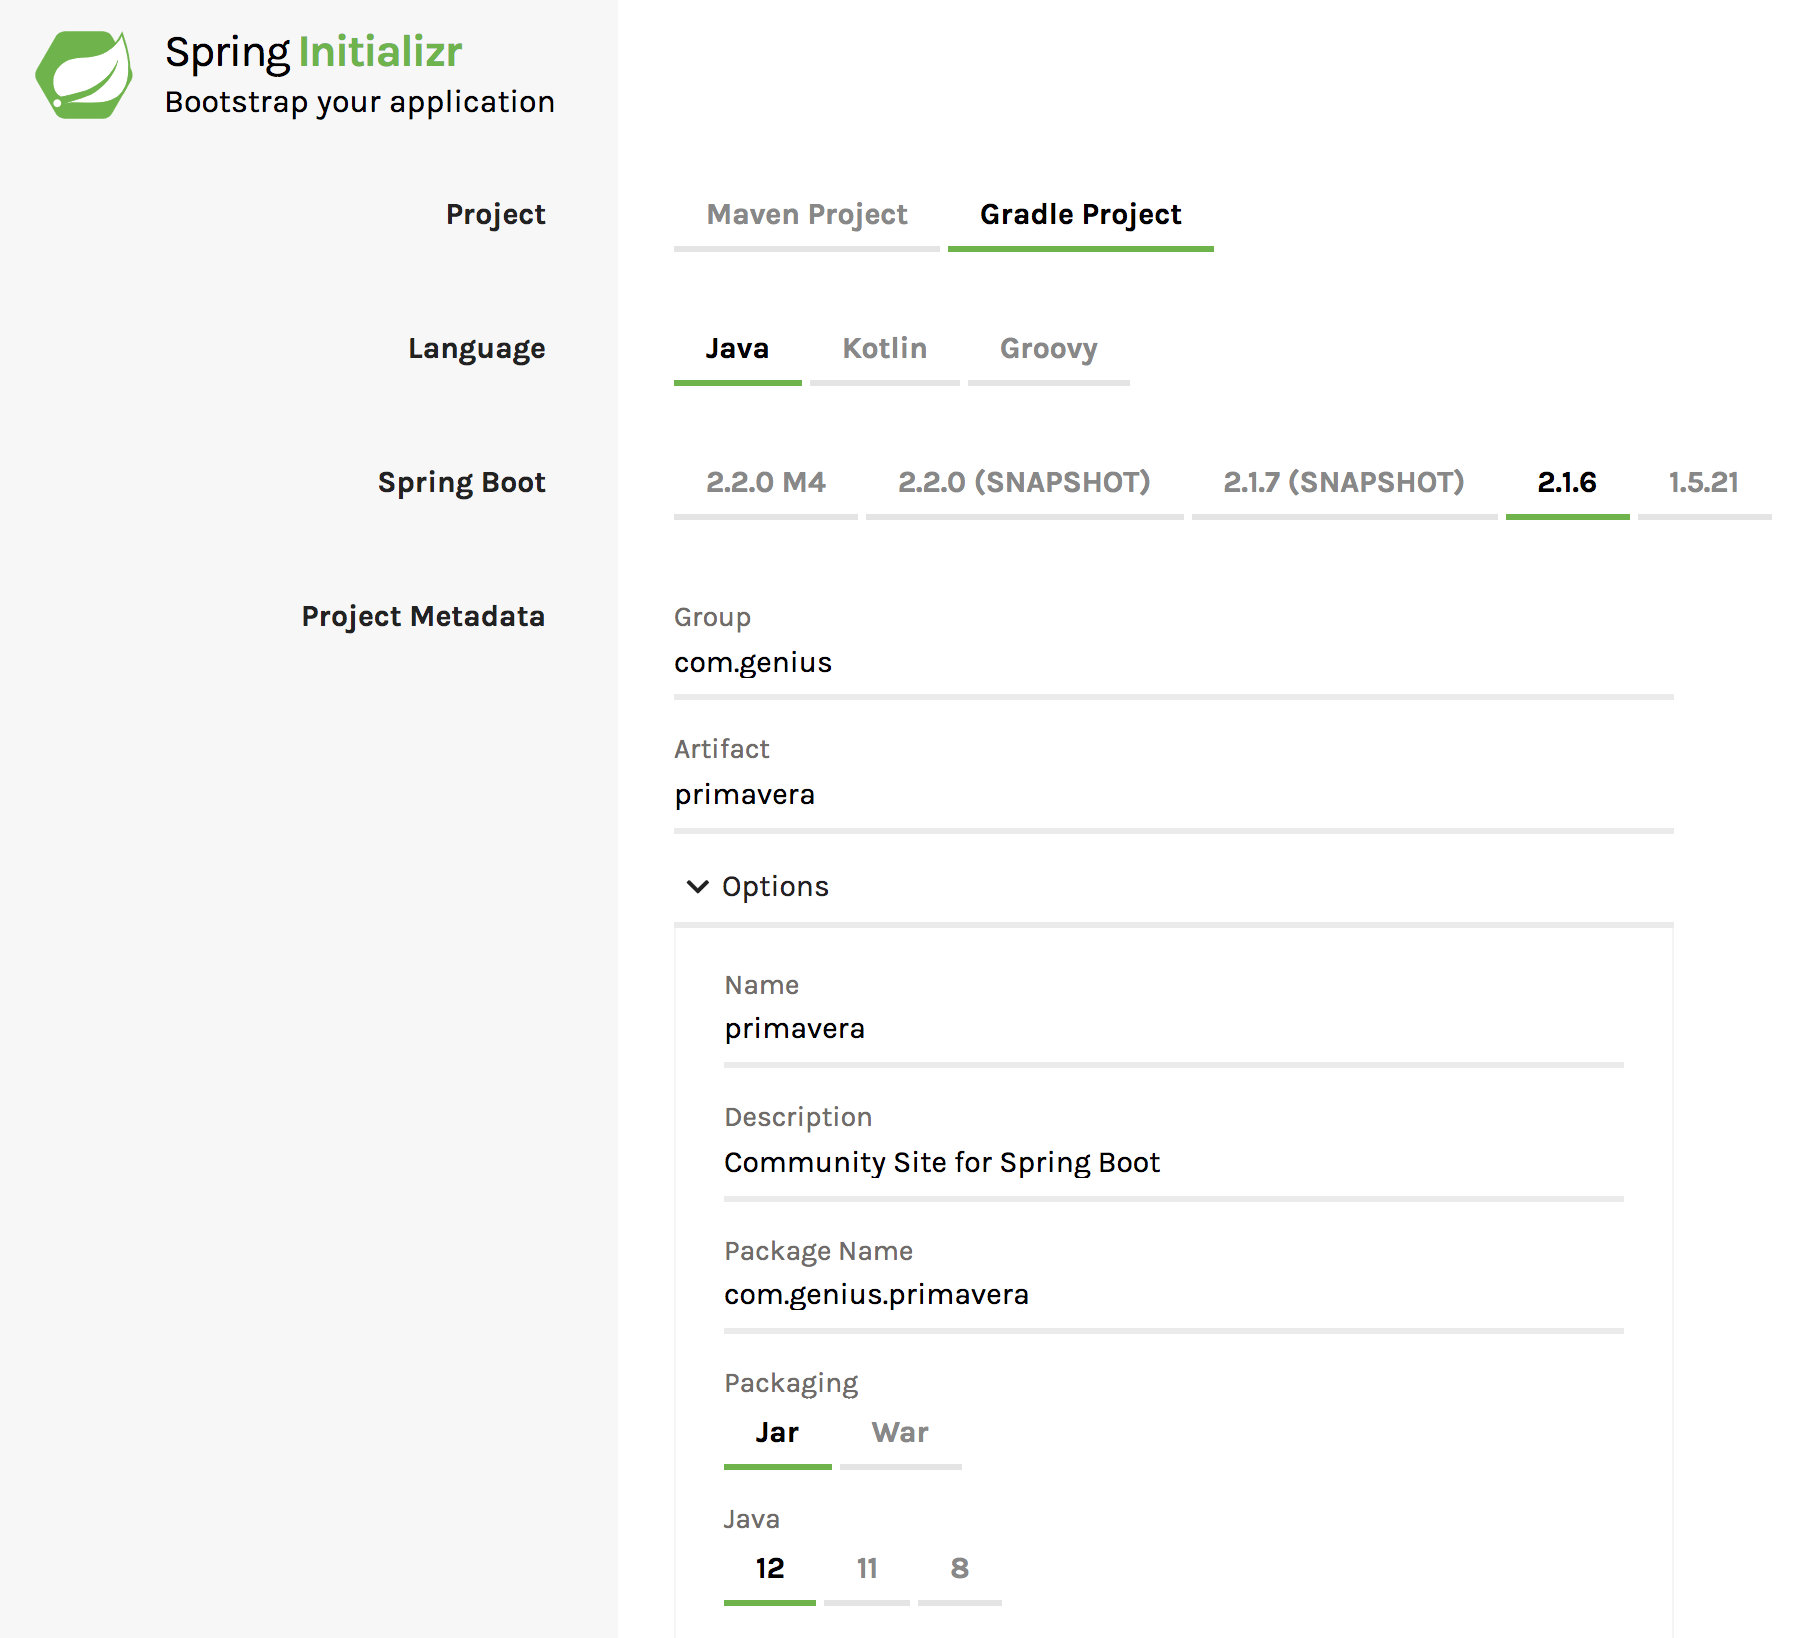 Spring Initializr
Bootstrap your application
Project
Maven Project Gradle Project
Language
Java Kotlin Groovy
Spring Boot
2.2.0 M4 2.2.0 (SNAPSHOT) 2.1.7 (SNAPSHOT) 2.1.6 1.5.21
Project Metadata
Group
com.genius
Artifact
primavera
Options
Name
primavera
Description
Community Site for Spring Boot
Package Name
com.genius.primavera
Packaging
Jar War
Java
12 11 8